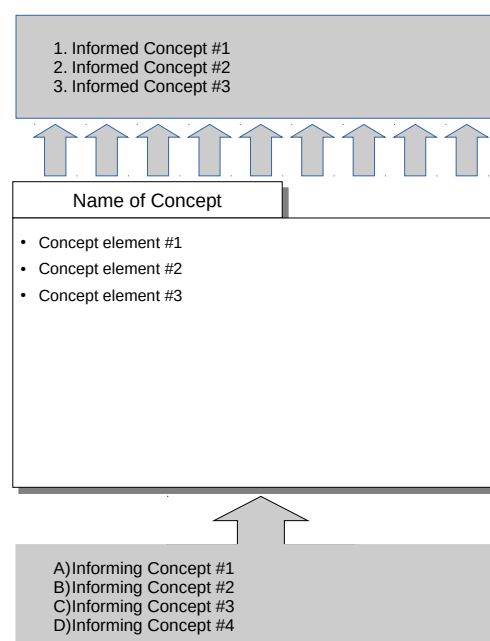 1. Informed Concept #1
2. Informed Concept #2
3. Informed Concept #3
Name of Concept
• Concept element #1
• Concept element #2
• Concept element #3
A)Informing Concept #1
B)Informing Concept #2
C)Informing Concept #3
D)Informing Concept #4